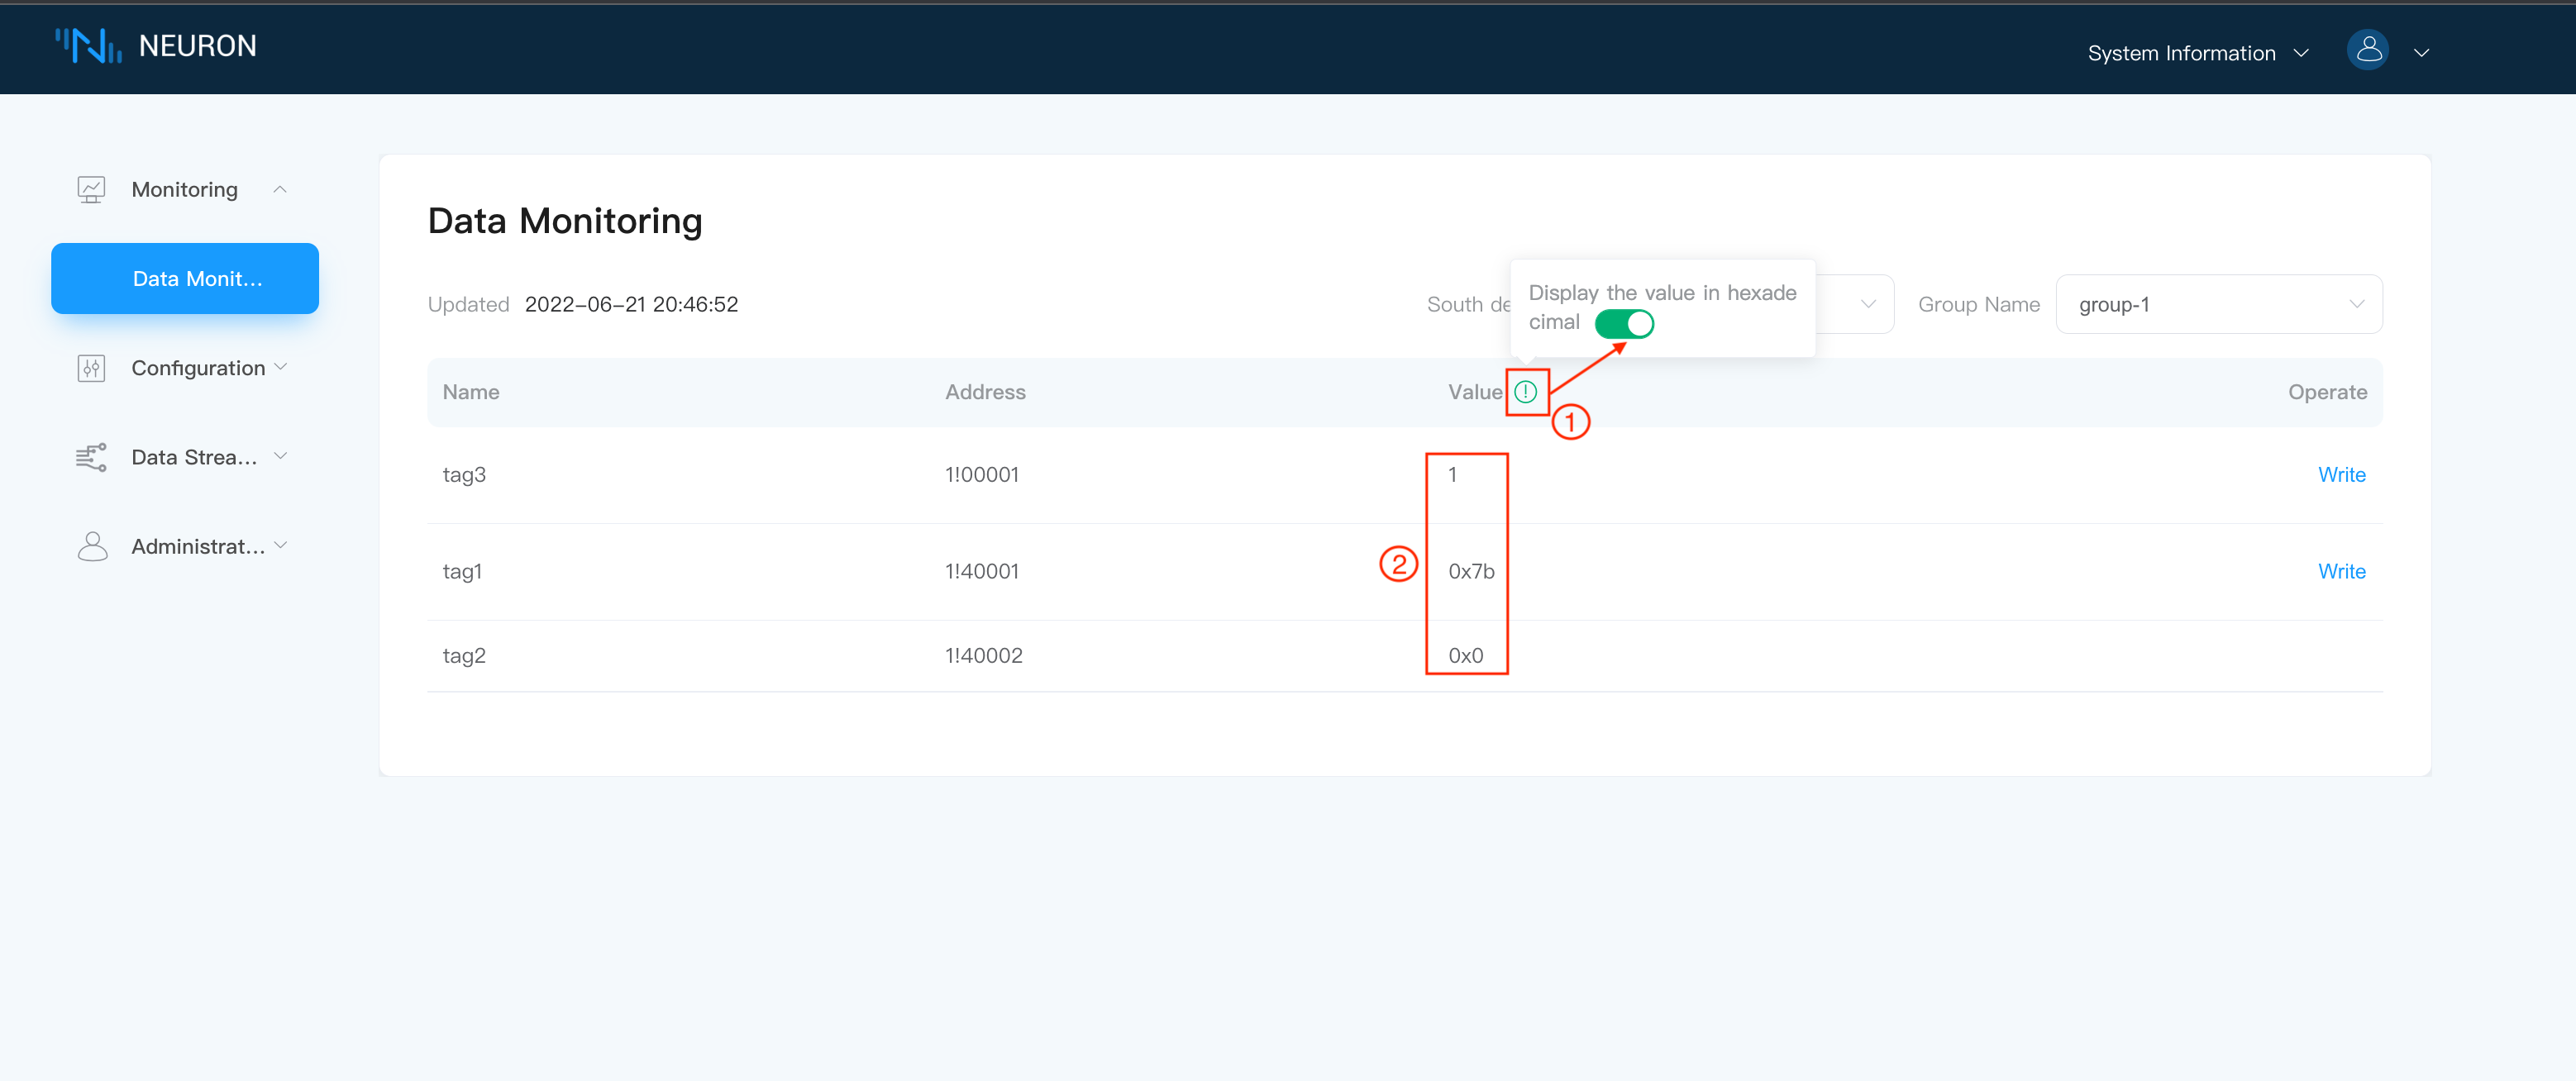 NEURON
System Information
Monitoring
Data Monit...
Configuration
Data Strea...
Administrat...
Data Monitoring
Updated 2022-06-21 20:46:52
South de
Display the value in hexade
cimal
Group Name group-1
Name Address Value Operate
1
tag3 1!00001 1 Write
2
tag1 1!40001 0x7b Write
tag2 1!40002 0x0